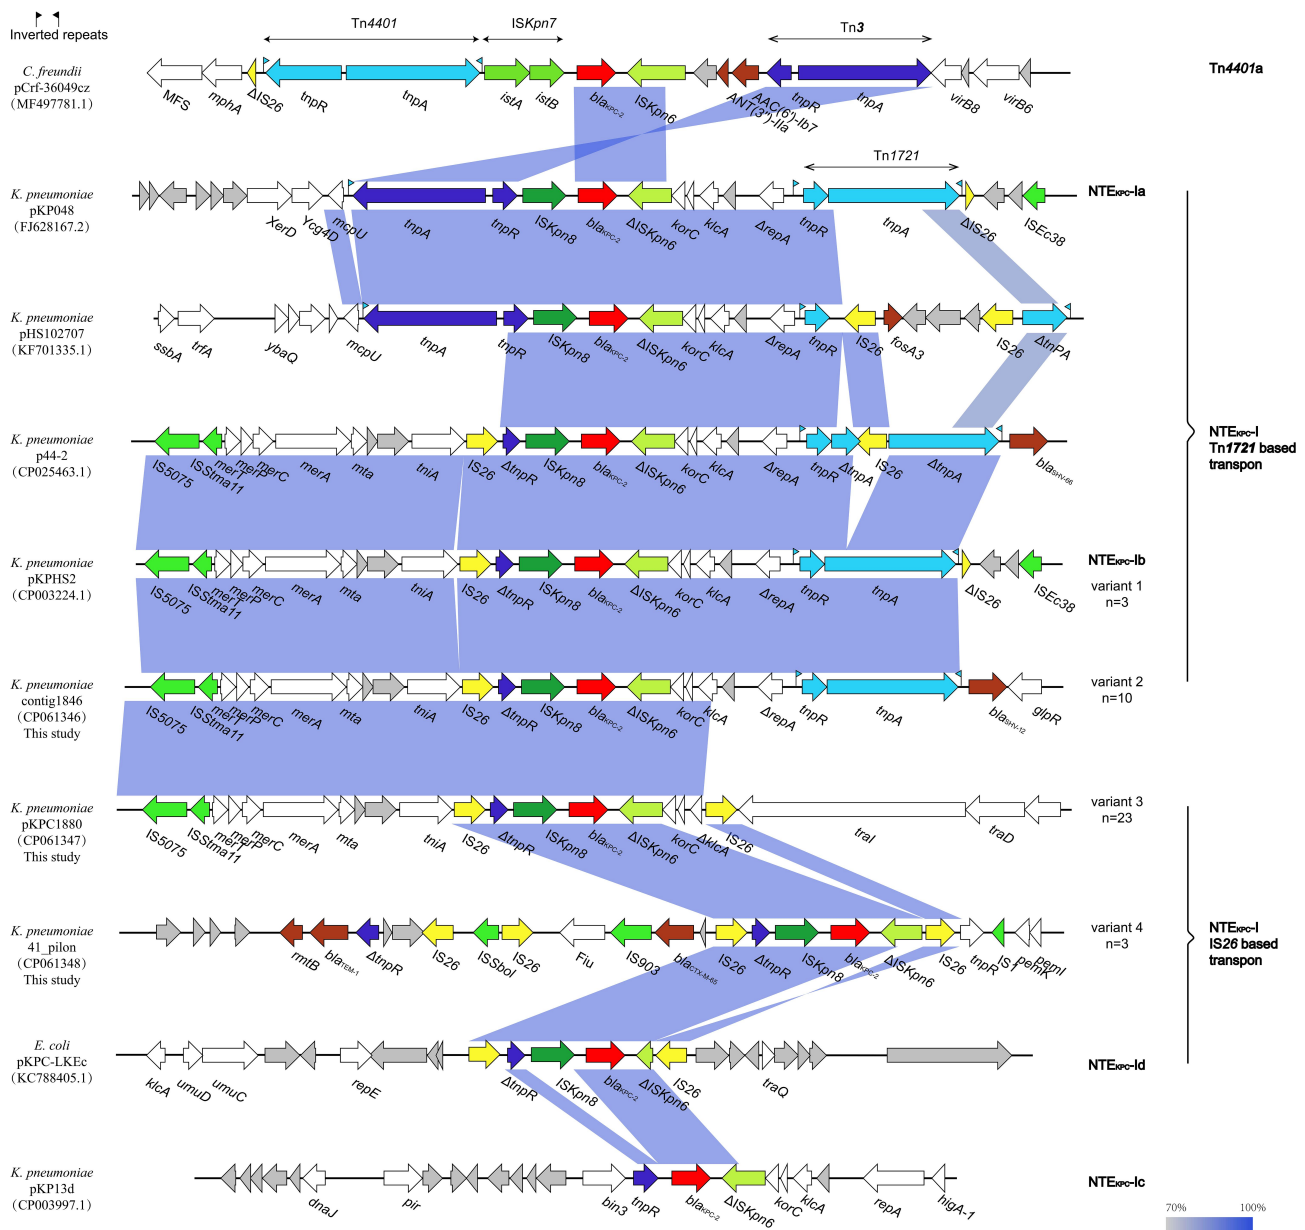 Inverted repeats
Tn4401 ISKpn7 Tn3
C. freundii
pCrf-36049cz
(MF497781.1)
Tn4401a
MFS mphA ΔIS26 tnpR tnpA istA istB blaKPC-2 ISKpn6 ANT(3")-IIa AAC(6')-Ib7 tnpR tnpA virB8 virB6
Tn1721
K. pneumoniae
pKP048
(FJ628167.2)
NTEKPC-Ia
XerD Ycg4D mcpU tnpA tnpR ISKpn8 blaKPC-2 ΔISKpn6 korC klcA ΔrepA tnpR tnpA ΔIS26 ISEc38
K. pneumoniae
pHS102707
(KF701335.1)
ssbA trfA ybaQ mcpU tnpA tnpR ISKpn8 blaKPC-2 ΔISKpn6 korC klcA ΔrepA tnpR IS26 fosA3 IS26 ΔtnPA
K. pneumoniae
p44-2
(CP025463.1)
NTEKPC-I
Tn1721 based
transpon
IS5075 ISStma11 merT merP merC merA mta tniA IS26 ΔtnpR ISKpn8 blaKPC-2 ΔISKpn6 korC klcA ΔrepA tnpR ΔtnpA IS26 ΔtnpA blaSHV-66
K. pneumoniae
pKPHS2
(CP003224.1)
NTEKPC-Ib
variant 1
n=3
IS5075 ISStma11 merT merP merC merA mta tniA IS26 ΔtnpR ISKpn8 blaKPC-2 ΔISKpn6 korC klcA ΔrepA tnpR tnpA ΔIS26 ISEc38
K. pneumoniae
contig1846
(CP061346)
This study
variant 2
n=10
IS5075 ISStma11 merT merP merC merA mta tniA IS26 ΔtnpR ISKpn8 blaKPC-2 ΔISKpn6 korC klcA ΔrepA tnpR tnpA blaSHV-12 glpR
K. pneumoniae
pKPC1880
(CP061347)
This study
variant 3
n=23
IS5075 ISStma11 merT merP merC merA mta tniA IS26 ΔtnpR ISKpn8 blaKPC-2 ΔISKpn6 korC ΔklcA IS26 traI traD
K. pneumoniae
41_pilon
(CP061348)
This study
variant 4
n=3
NTEKPC-I
IS26 based
transpon
rmtB blaTEM-1 ΔtnpR IS26 ISSbol IS26 Fiu IS903 blaCTX-M-65 IS26 ΔtnpR ISKpn8 blaKPC-2 ΔISKpn6 IS26 tnpR IS1 pemK pemI
E. coli
pKPC-LKEc
(KC788405.1)
NTEKPC-Id
klcA umuD umuC repE ΔtnpR ISKpn8 blaKPC-2 ΔISKpn6 IS26 traQ
K. pneumoniae
pKP13d
(CP003997.1)
NTEKPC-Ic
dnaJ pir bin3 tnpR blaKPC-2 ΔISKpn6 korC klcA repA higA-1
70% 100%